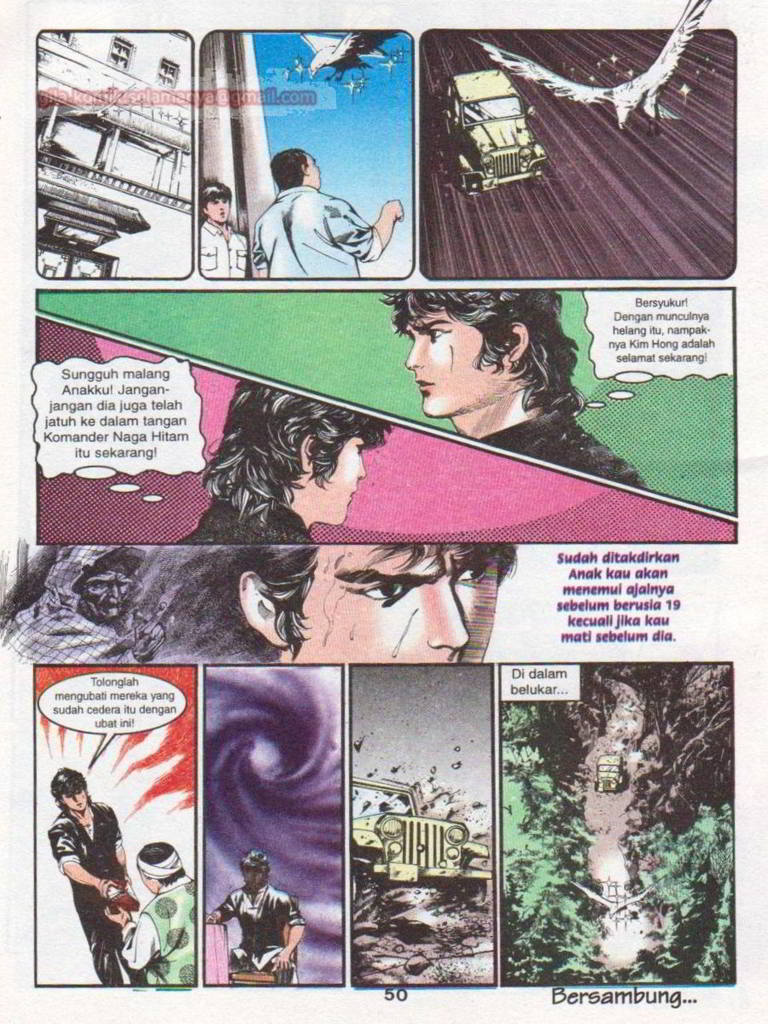 gila.komikselamanya@gmail.com
Bersyukur!
Dengan munculnya
helang itu, nampak-
nya Kim Hong adalah
selamat sekarang!
Sungguh malang
Anakku! Jangan-
jangan dia juga telah
jatuh ke dalam tangan
Komander Naga Hitam
itu sekarang!
Sudah ditakdirkan
Anak kau akan
menemui ajalnya
sebelum berusia 19
kecuali jika kau
mati sebelum dia.
Tolonglah
mengubati mereka yang
sudah cedera itu dengan
ubat ini!
Di dalam
belukar...
50
Bersambung...